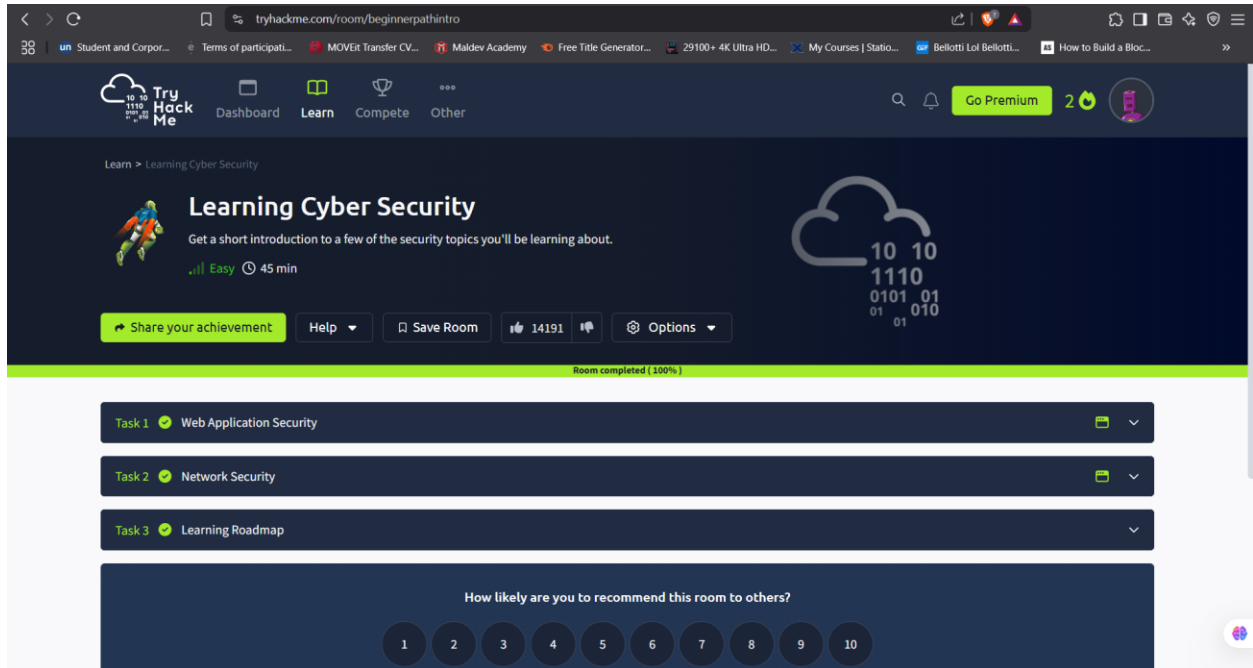 tryhackme.com/room/beginnerpathintro
un Student and Corpor...
Terms of participati...
MOVEit Transfer CV...
Maldev Academy
Free Title Generator...
29100+ 4K Ultra HD...
My Courses | Statio...
Bellotti Lol Bellotti...
AS How to Build a Bloc...
»
Try
Hack
Me
Dashboard
Learn
Compete
Other
Go Premium
2
Learn > Learning Cyber Security
Learning Cyber Security
Get a short introduction to a few of the security topics you'll be learning about.
Easy 45 min
10 10
1110
0101 01
01 010
01
Share your achievement
Help
Save Room
14191
Options
Room completed ( 100% )
Task 1 Web Application Security
Task 2 Network Security
Task 3 Learning Roadmap
How likely are you to recommend this room to others?
1 2 3 4 5 6 7 8 9 10